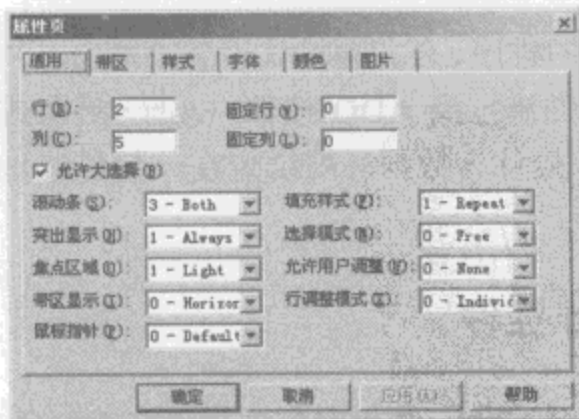 属性页
通用 带区 样式 字体 颜色 图片
行(R): 2 固定行(V): 0
列(C): 5 固定列(L): 0
允许大选择(B)
滚动条(S): 3 - Both 填充样式(F): 1 - Repeat
突出显示(H): 1 - Always 选择模式(N): 0 - Free
焦点区域(O): 1 - Light 允许用户调整 0 - None
带区显示(I): 0 - Horizor 行调整模式(Z): 0 - Individ
鼠标指针(P): 0 - Default
确定 取消 应用(A) 帮助